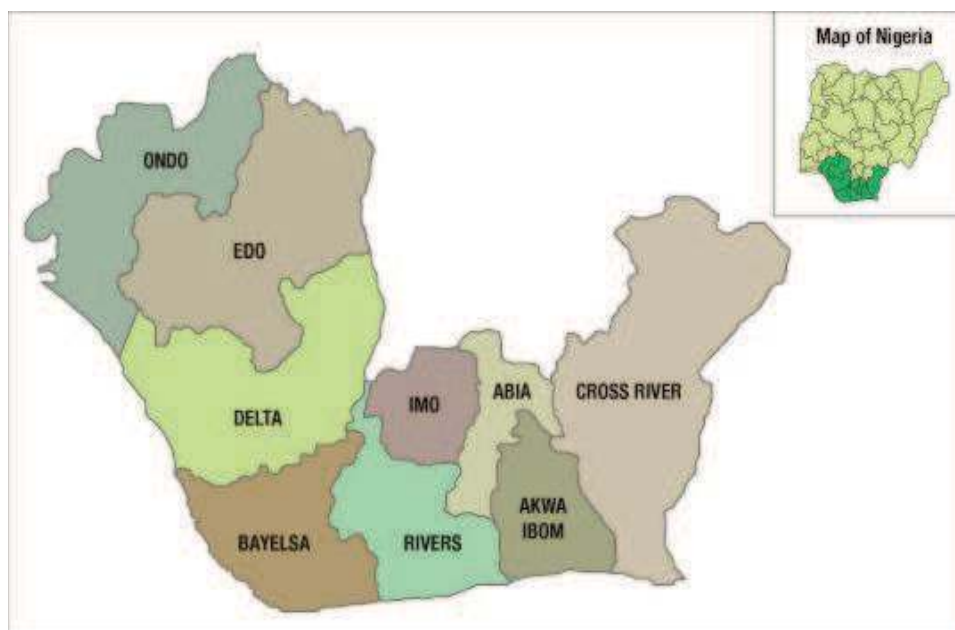 Map of Nigeria
ONDO
EDO
DELTA
IMO
ABIA
CROSS RIVER
BAYELSA
RIVERS
AKWA
IBOM